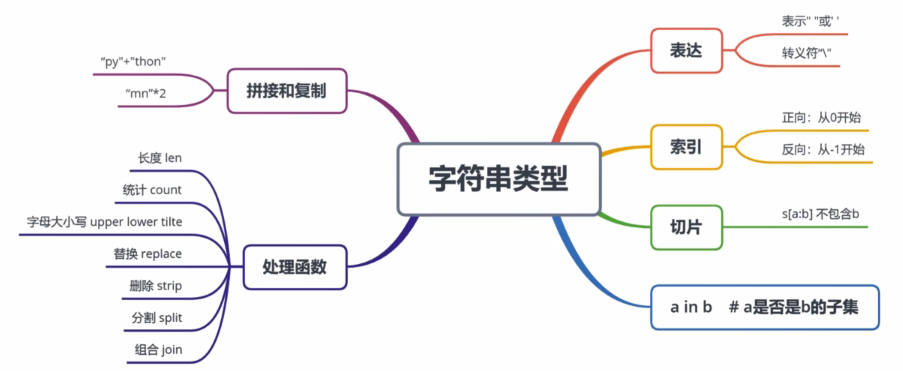 字符串类型
表达
表示" "或' '
转义符"\"
索引
正向：从0开始
反向：从-1开始
切片
s[a:b] 不包含b
a in b # a是否是b的子集
拼接和复制
“py"+"thon"
“mn”*2
处理函数
长度 len
统计 count
字母大小写 upper lower tilte
替换 replace
删除 strip
分割 split
组合 join